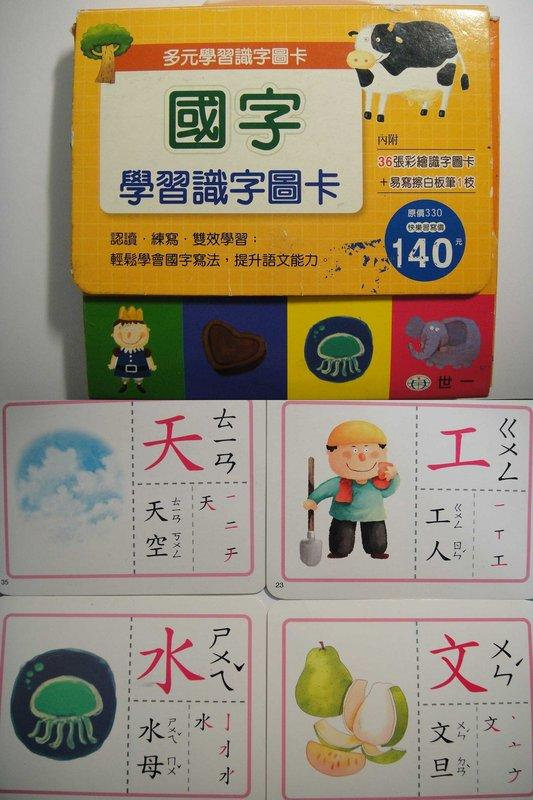 多元學習識字圖卡
國字
學習識字圖卡
內附
36張彩繪識字圖卡
+易寫擦白板筆1枝
原價330
快樂習寫價
140元
認讀．練寫．雙效學習；
輕鬆學會國字寫法，提升語文能力。
世一
天 ㄊㄧㄢ
天空 ㄊㄧㄢ ㄎㄨㄥ
天 一 二 チ
35
工 ㄍㄨㄥ
工人 ㄍㄨㄥ ㄖㄣˊ
一 丅 工
23
水 ㄕㄨㄟˇ
水母 ㄕㄨㄟˇ ㄇㄨˇ
水 亅
文 ㄨㄣˊ
文旦 ㄨㄣˊ ㄉㄢˋ
文 丶 亠 ナ